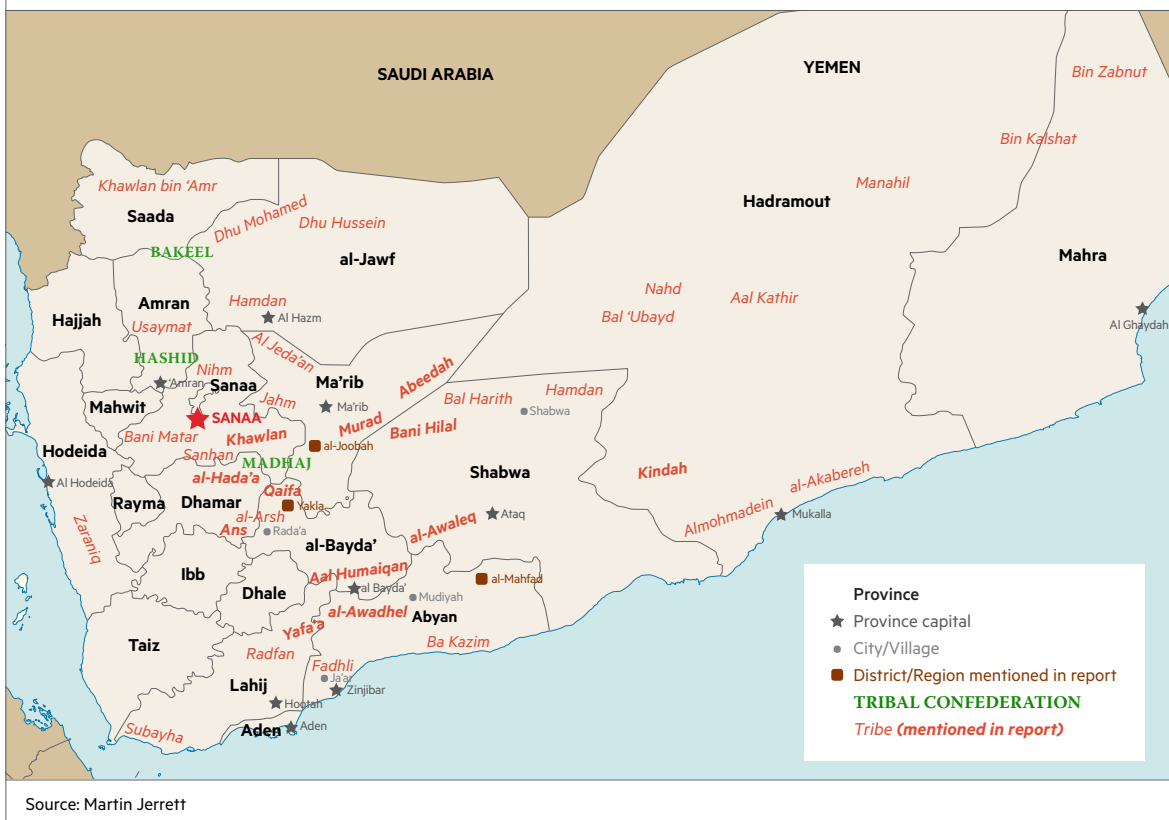 SAUDI ARABIA
YEMEN
Bin Zabnut
Bin Kalshat
Manahil
Khawlan bin ‘Amr
Saada
Dhu Mohamed
Dhu Hussein
Hadramout
BAKEEL
al-Jawf
Mahra
Amran
Hamdan
Al Hazm
Nahd
Aal Kathir
Hajjah
Usaymat
Bal ‘Ubayd
Al Ghaydah
HASHID
Al Jeda’an
Nihm
‘Amran
Sanaa
Ma’rib
Abeedah
Mahwit
Jahm
Ma’rib
Bal Harith
Hamdan
Shabwa
SANAA
Murad
Bani Hilal
Bani Matar
Khawlan
al-Joobah
Hodeida
Sanhan
MADHAJ
Shabwa
Kindah
Al Hodeida
al-Hada’a
Qaifa
al-Akabereh
Rayma
Dhamar
Yakla
Almohmadein
Mukalla
Zaraniq
al-Arsh
Ans
Rada’a
al-Awaleq
Ataq
al-Bayda’
Ibb
Aal Humaiqan
al-Mahfad
Dhale
al Bayda’
Mudiyah
al-Awadhel
Abyan
Taiz
Yafa’a
Ba Kazim
Radfan
Fadhli
Ja’ar
Lahij
Zinjibar
Hootah
Subayha
Aden
Aden
Province
Province capital
City/Village
District/Region mentioned in report
TRIBAL CONFEDERATION
Tribe (mentioned in report)
Source: Martin Jerrett